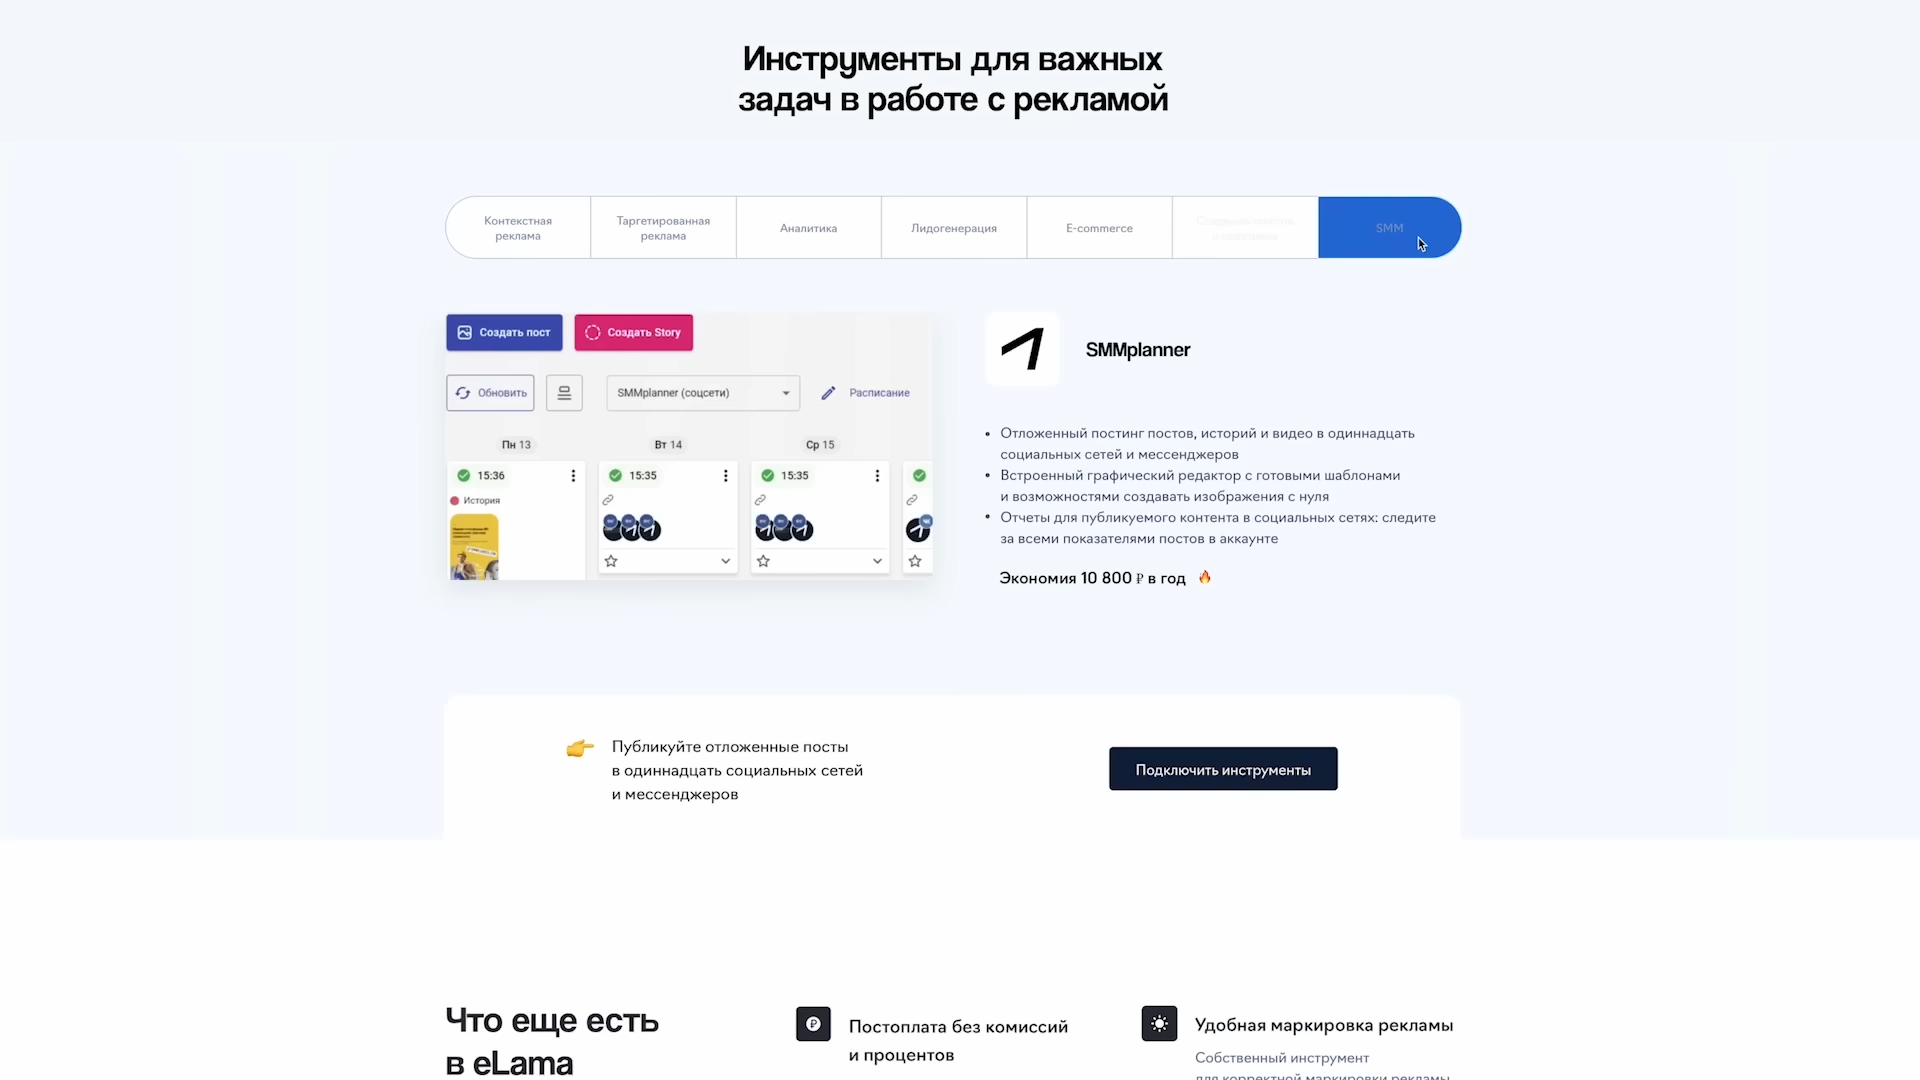 Инструменты для важных
задач в работе с рекламой
Контекстная
реклама
Таргетированная
реклама
Аналитика
Лидогенерация
E-commerce
SMM
Создать пост
Создать Story
Обновить
SMMplanner (соцсети)
Расписание
Пн 13
Вт 14
Ср 15
15:36
15:35
15:35
История
SMMplanner
• Отложенный постинг постов, историй и видео в одиннадцать
социальных сетей и мессенджеров
• Встроенный графический редактор с готовыми шаблонами
и возможностями создавать изображения с нуля
• Отчеты для публикуемого контента в социальных сетях: следите
за всеми показателями постов в аккаунте
Экономия 10 800 ₽ в год 🔥
👉 Публикуйте отложенные посты
в одиннадцать социальных сетей
и мессенджеров
Подключить инструменты
Что еще есть
в eLama
Постоплата без комиссий
и процентов
Удобная маркировка рекламы
Собственный инструмент
для корректной маркировки рекламы